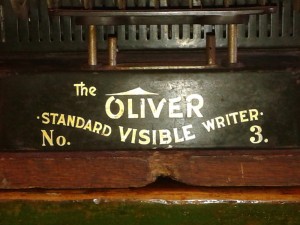 The
OLIVER
·STANDARD VISIBLE WRITER·
No. 3.